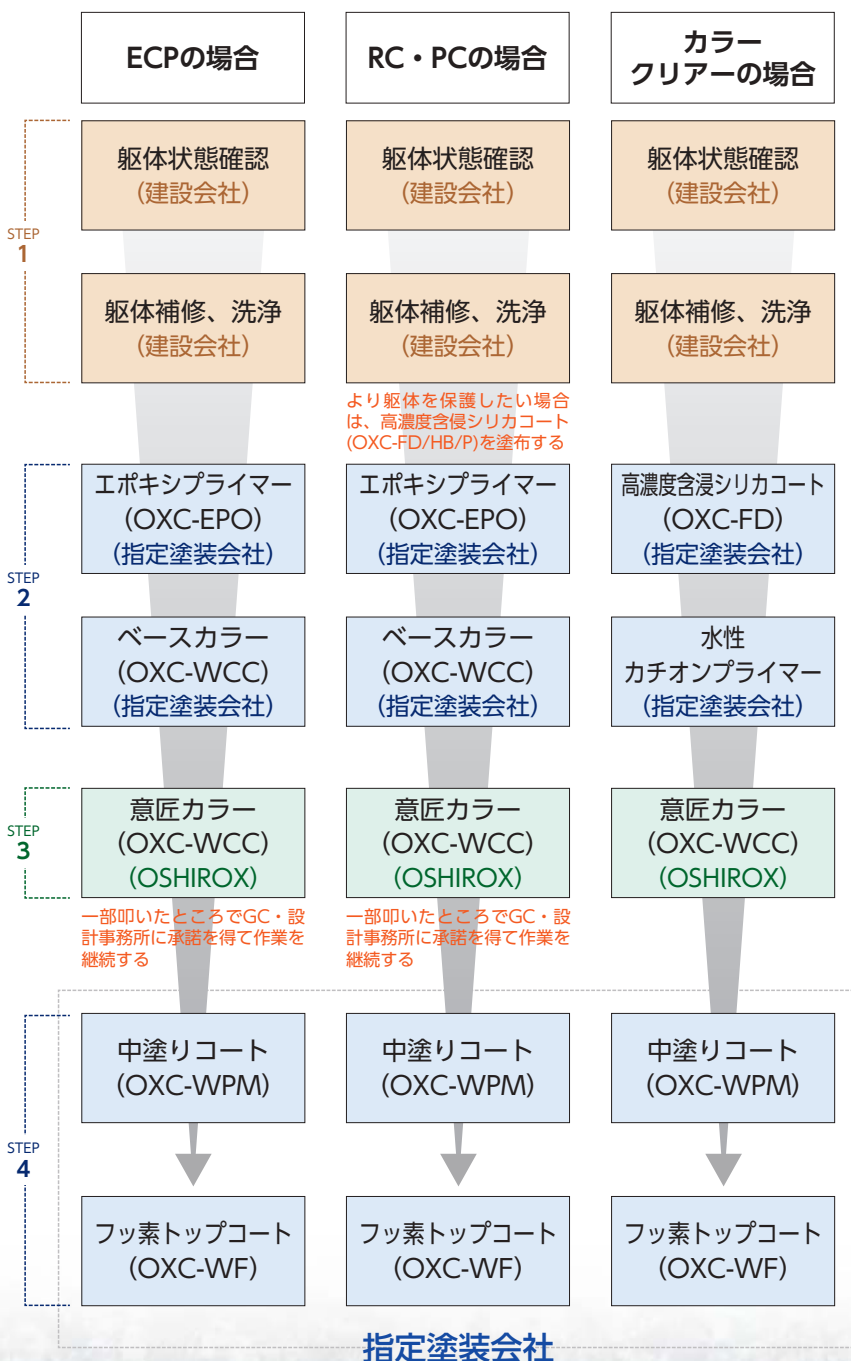 ECPの場合
RC・PCの場合
カラー
クリアーの場合
STEP
1
躯体状態確認
(建設会社)
躯体状態確認
(建設会社)
躯体状態確認
(建設会社)
躯体補修、洗浄
(建設会社)
躯体補修、洗浄
(建設会社)
躯体補修、洗浄
(建設会社)
より躯体を保護したい場合
は、高濃度含侵シリカコート
(OXC-FD/HB/P)を塗布する
STEP
2
エポキシプライマー
(OXC-EPO)
(指定塗装会社)
エポキシプライマー
(OXC-EPO)
(指定塗装会社)
高濃度含浸シリカコート
(OXC-FD)
(指定塗装会社)
ベースカラー
(OXC-WCC)
(指定塗装会社)
ベースカラー
(OXC-WCC)
(指定塗装会社)
水性
カチオンプライマー
(指定塗装会社)
STEP
3
意匠カラー
(OXC-WCC)
(OSHIROX)
意匠カラー
(OXC-WCC)
(OSHIROX)
意匠カラー
(OXC-WCC)
(OSHIROX)
一部叩いたところでGC・設
計事務所に承諾を得て作業を
継続する
一部叩いたところでGC・設
計事務所に承諾を得て作業を
継続する
STEP
4
中塗りコート
(OXC-WPM)
中塗りコート
(OXC-WPM)
中塗りコート
(OXC-WPM)
フッ素トップコート
(OXC-WF)
フッ素トップコート
(OXC-WF)
フッ素トップコート
(OXC-WF)
指定塗装会社